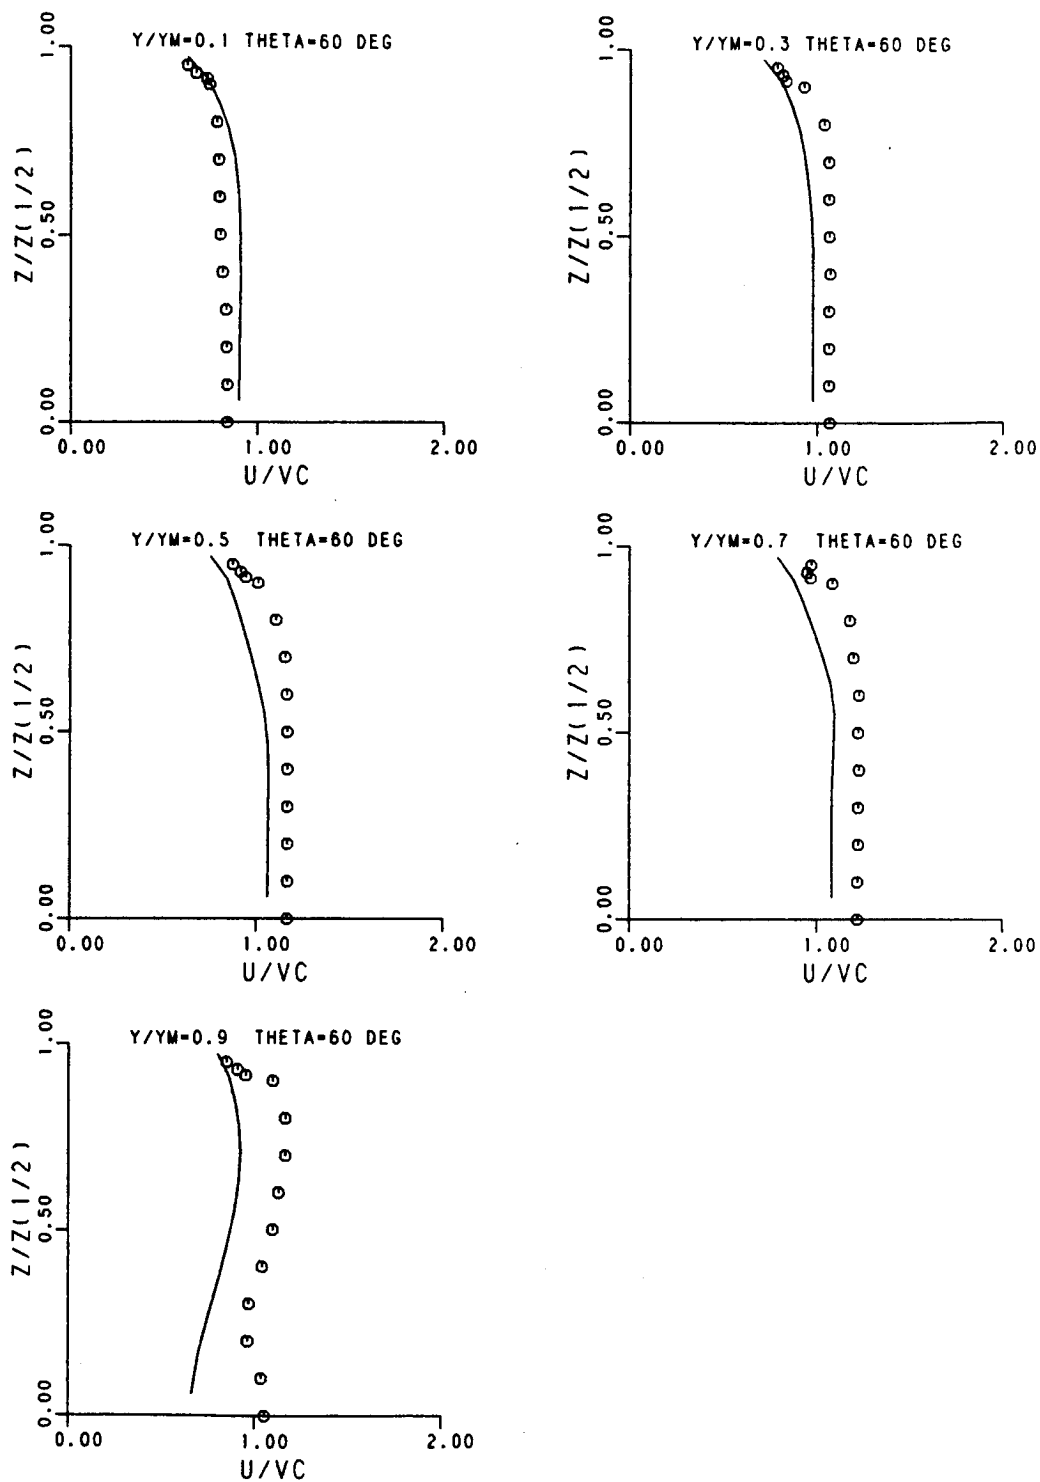 Y/YM=0.1 THETA=60 DEG
1.00
Z/Z(1/2)
0.50
0.00
0.00 1.00 2.00
U/VC
Y/YM=0.3 THETA=60 DEG
1.00
Z/Z(1/2)
0.50
0.00
0.00 1.00 2.00
U/VC
Y/YM=0.5 THETA=60 DEG
1.00
Z/Z(1/2)
0.50
0.00
0.00 1.00 2.00
U/VC
Y/YM=0.7 THETA=60 DEG
1.00
Z/Z(1/2)
0.50
0.00
0.00 1.00 2.00
U/VC
Y/YM=0.9 THETA=60 DEG
1.00
Z/Z(1/2)
0.50
0.00
0.00 1.00 2.00
U/VC